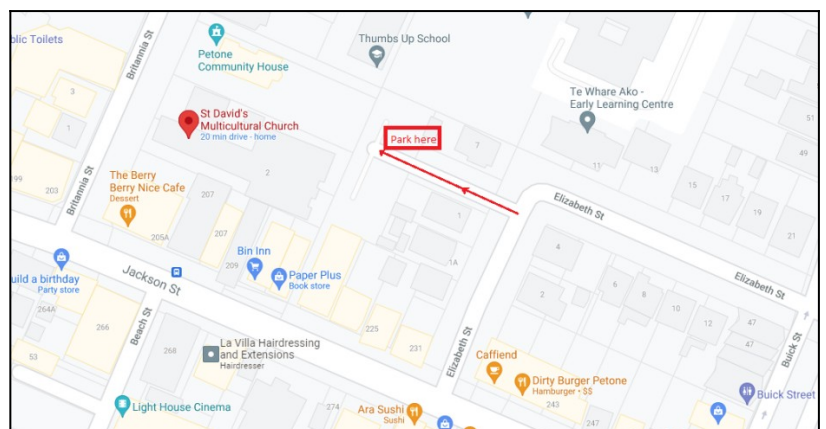 blic Toilets
Britannia St
3
1
Petone
Community House
Thumbs Up School
Te Whare Ako -
Early Learning Centre
51
49
St David's
Multicultural Church
20 min drive - home
Park here
7
11
13
15
17
19
21
2
The Berry
Berry Nice Cafe
Dessert
199
203
Britannia St
207
207
205A
209
Elizabeth St
1
1A
4
Bin Inn
Paper Plus
Book store
Jackson St
uild a birthday
Party store
264A
266
Beach St
268
53
225
231
2
6
8
10
12
47
47
Elizabeth St
Elizabeth St
Buick St
La Villa Hairdressing
and Extensions
Hairdresser
Caffiend
Dirty Burger Petone
Hamburger · $$
243
247
Buick Street
Light House Cinema
274
Ara Sushi
Sushi